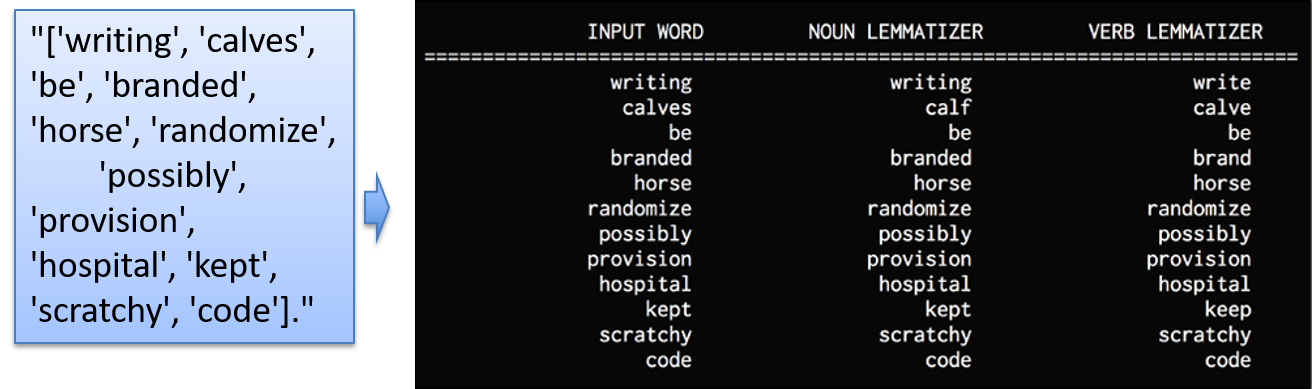 "['writing', 'calves',
'be', 'branded',
'horse', 'randomize',
'possibly',
'provision',
'hospital', 'kept',
'scratchy', 'code']."
INPUT WORD NOUN LEMMATIZER VERB LEMMATIZER
==================================================================================
writing writing write
calves calf calve
be be be
branded branded brand
horse horse horse
randomize randomize randomize
possibly possibly possibly
provision provision provision
hospital hospital hospital
kept kept keep
scratchy scratchy scratchy
code code code